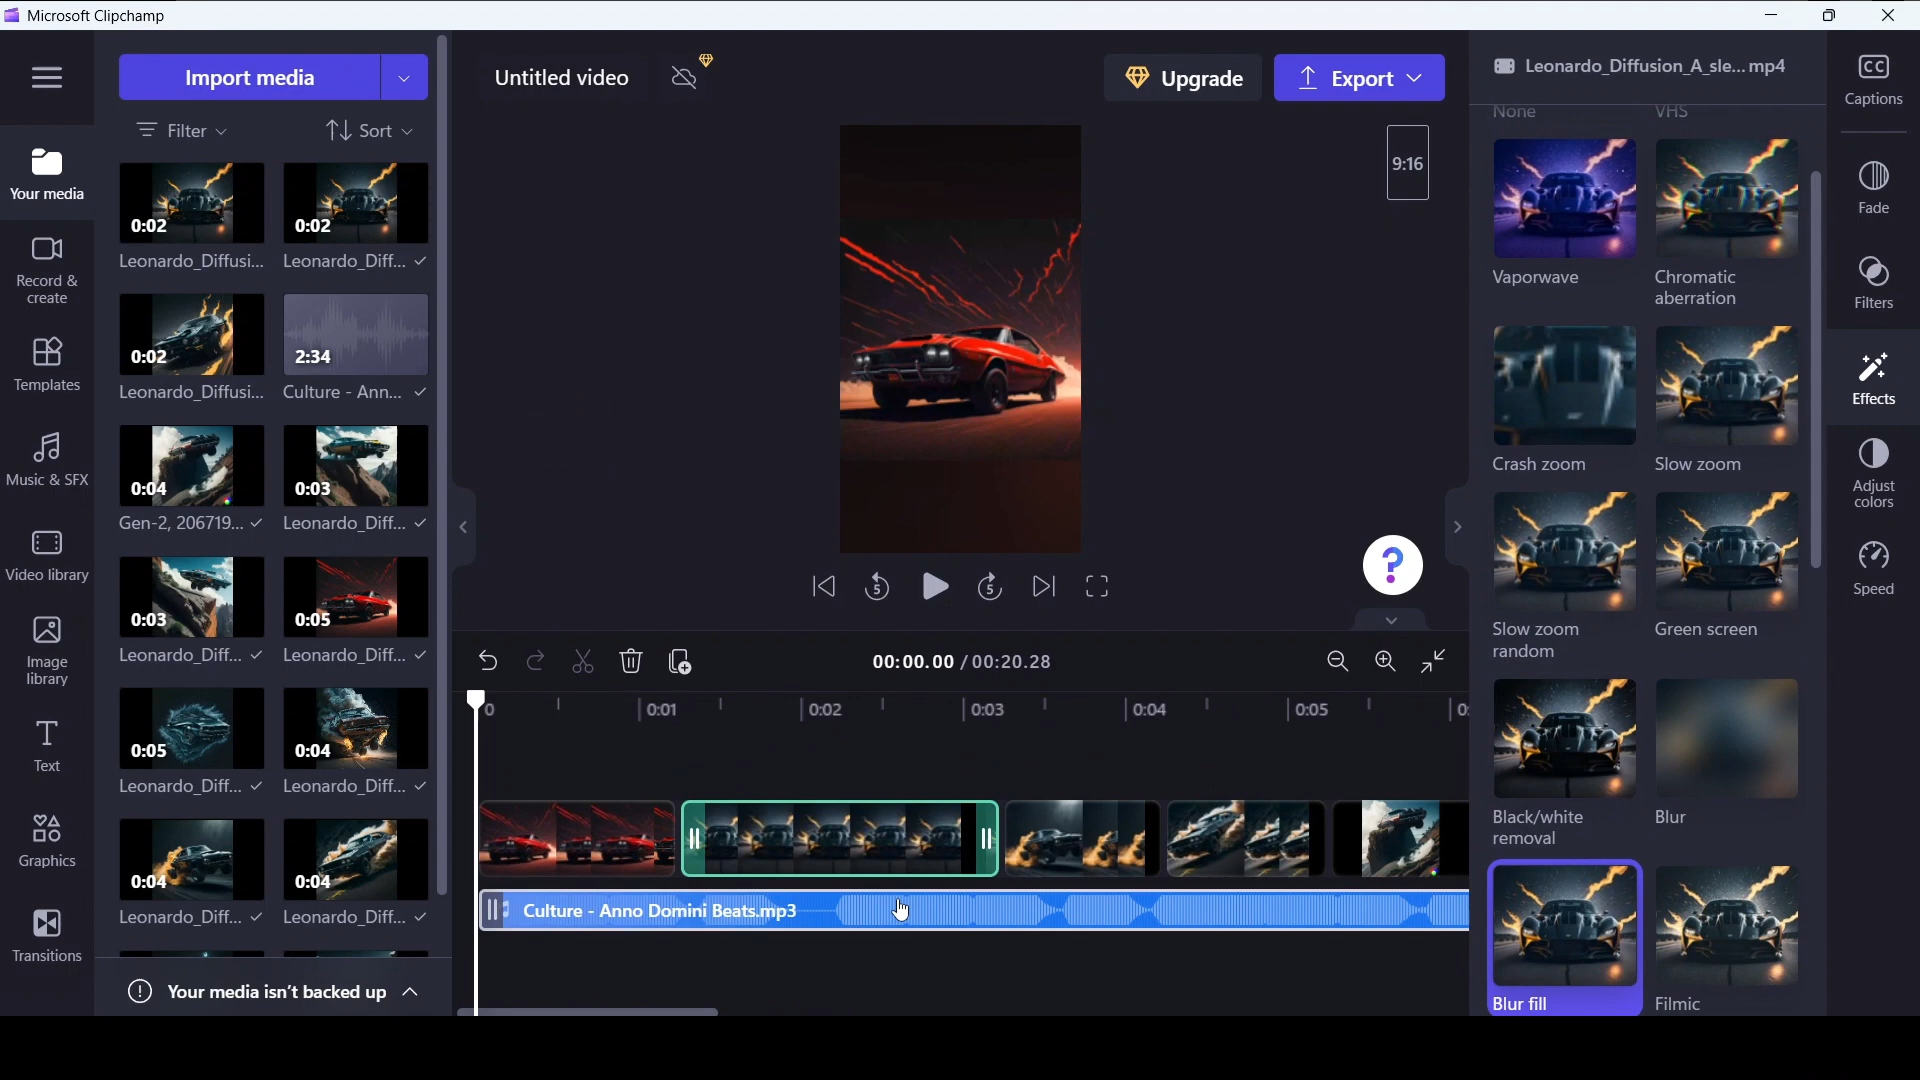 Microsoft Clipchamp
Import media
Untitled video
Upgrade
Export
Leonardo_Diffusion_A_sle... mp4
Captions
Filter
Sort
9:16
None
VHS
Your media
Record &
create
Templates
Music & SFX
Video library
Image
library
Text
Graphics
Transitions
0:02
Leonardo_Diffusi...
0:02
Leonardo_Diff...
0:02
Leonardo_Diffusi...
2:34
Culture - Ann...
0:04
Gen-2, 206719...
0:03
Leonardo_Diff...
0:03
Leonardo_Diff...
0:05
Leonardo_Diff...
0:05
Leonardo_Diff...
0:04
Leonardo_Diff...
0:04
Leonardo_Diff...
0:04
Leonardo_Diff...
Your media isn't backed up
5
5
?
00:00.00 / 00:20.28
0
0:01
0:02
0:03
0:04
0:05
0:
Culture - Anno Domini Beats.mp3
Vaporwave
Chromatic
aberration
Crash zoom
Slow zoom
Slow zoom
random
Green screen
Black/white
removal
Blur
Blur fill
Filmic
CC
Fade
Filters
Effects
Adjust
colors
Speed